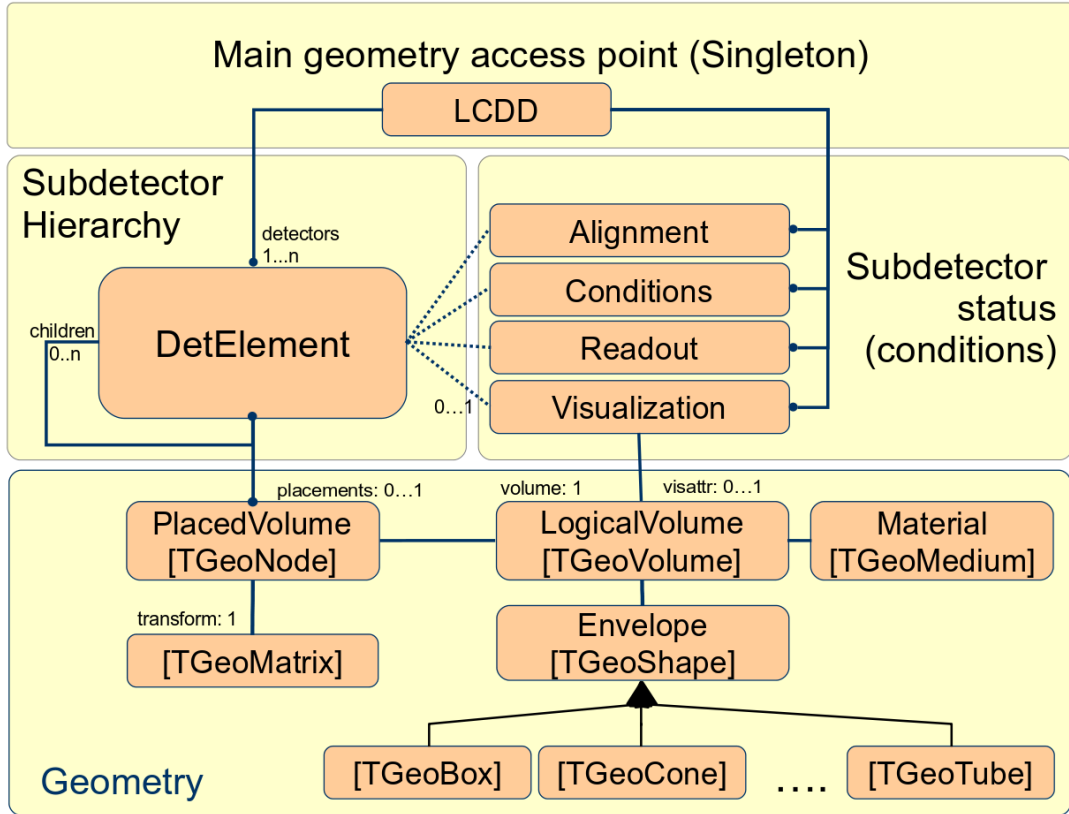 Main geometry access point (Singleton)
LCDD
Subdetector
Hierarchy
detectors
1...n
children
0..n
DetElement
0...1
Alignment
Conditions
Readout
Visualization
Subdetector
status
(conditions)
placements: 0...1
volume: 1
visattr: 0...1
PlacedVolume
[TGeoNode]
LogicalVolume
[TGeoVolume]
Material
[TGeoMedium]
transform: 1
[TGeoMatrix]
Envelope
[TGeoShape]
[TGeoBox]
[TGeoCone]
....
[TGeoTube]
Geometry